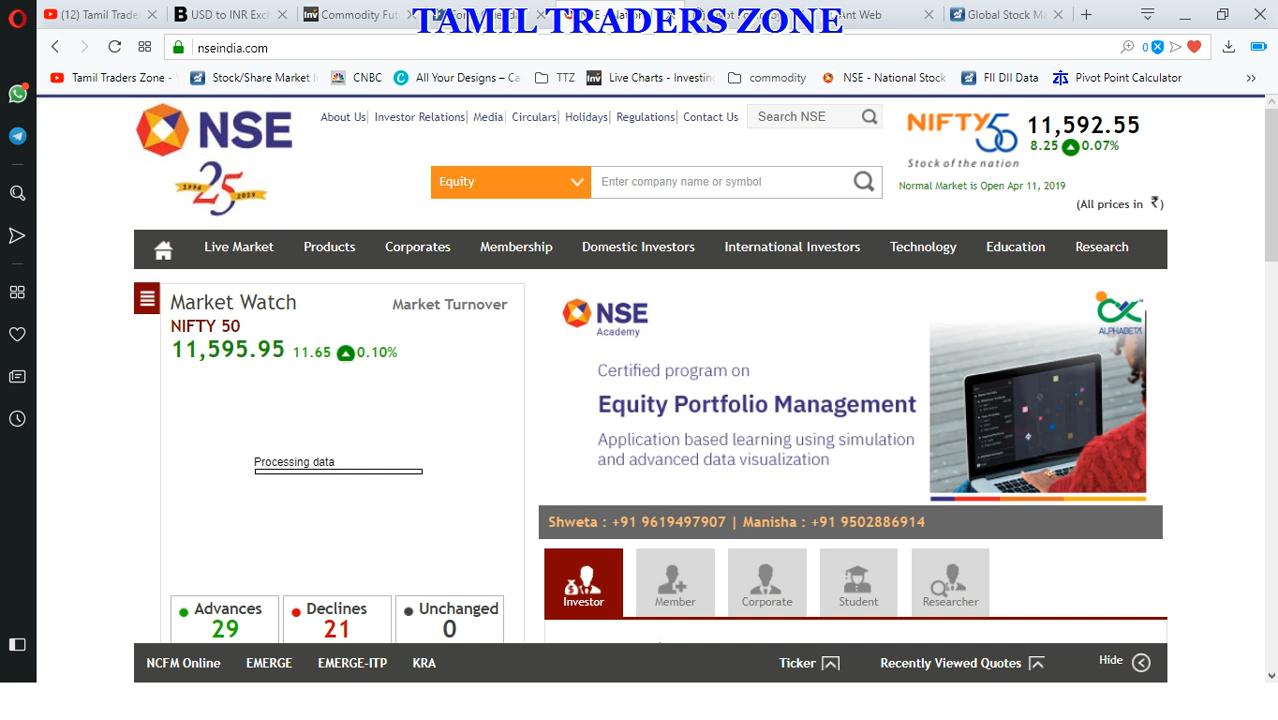 TAMIL TRADERS ZONE
(12) Tamil Trade
USD to INR Exc
Commodity Fut
Ant Web
Global Stock M
nseindia.com
0
Tamil Traders Zone -
Stock/Share Market I
CNBC
All Your Designs – Ca
TTZ
Live Charts - Investin
commodity
NSE - National Stock
FII DII Data
Pivot Point Calculator
NSE
1994 25 2019
About Us| Investor Relations| Media| Circulars| Holidays| Regulations| Contact Us
Search NSE
Equity
Enter company name or symbol
NIFTY 50
Stock of the nation
11,592.55
8.25 0.07%
Normal Market is Open Apr 11, 2019
(All prices in ₹)
Live Market Products Corporates Membership Domestic Investors International Investors Technology Education Research
Market Watch
Market Turnover
NIFTY 50
11,595.95 11.65 0.10%
Processing data
Advances
29
Declines
21
Unchanged
0
NSE
Academy
ALPHABETA
Certified program on
Equity Portfolio Management
Application based learning using simulation
and advanced data visualization
Shweta : +91 9619497907 | Manisha : +91 9502886914
Investor
Member
Corporate
Student
Researcher
NCFM Online EMERGE EMERGE-ITP KRA Ticker Recently Viewed Quotes Hide